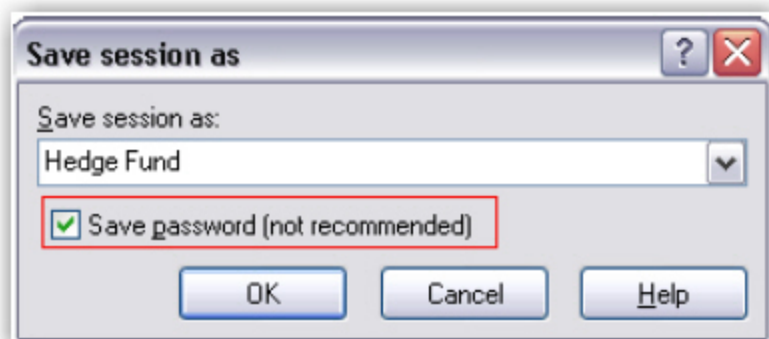 Save session as
Save session as:
Hedge Fund
Save password (not recommended)
OK Cancel Help